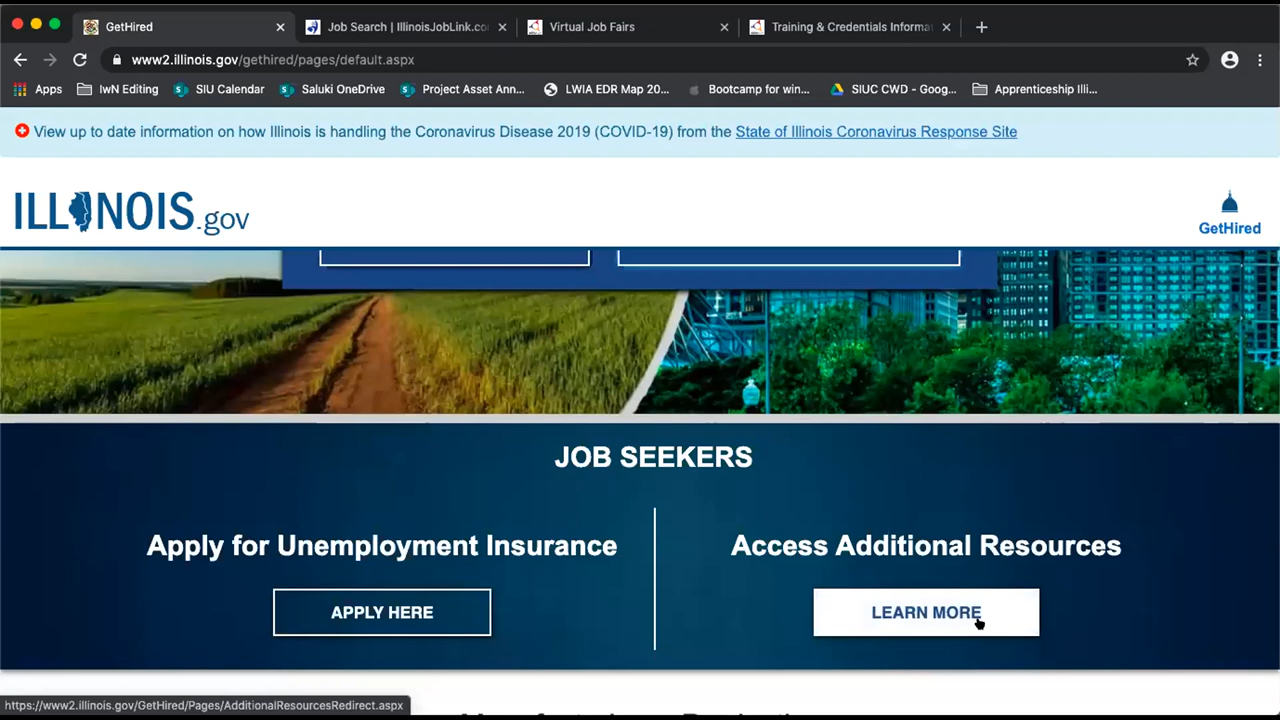 GetHired
Job Search | IllinoisJobLink.co
Virtual Job Fairs
Training & Credentials Informa
www2.illinois.gov/gethired/pages/default.aspx
Apps
IwN Editing
SIU Calendar
Saluki OneDrive
Project Asset Ann...
LWIA EDR Map 20...
Bootcamp for win...
SIUC CWD - Goog...
Apprenticeship Illi...
View up to date information on how Illinois is handling the Coronavirus Disease 2019 (COVID-19) from the State of Illinois Coronavirus Response Site
ILLINOIS.gov
GetHired
JOB SEEKERS
Apply for Unemployment Insurance
Access Additional Resources
APPLY HERE
LEARN MORE
https://www2.illinois.gov/GetHired/Pages/AdditionalResourcesRedirect.aspx